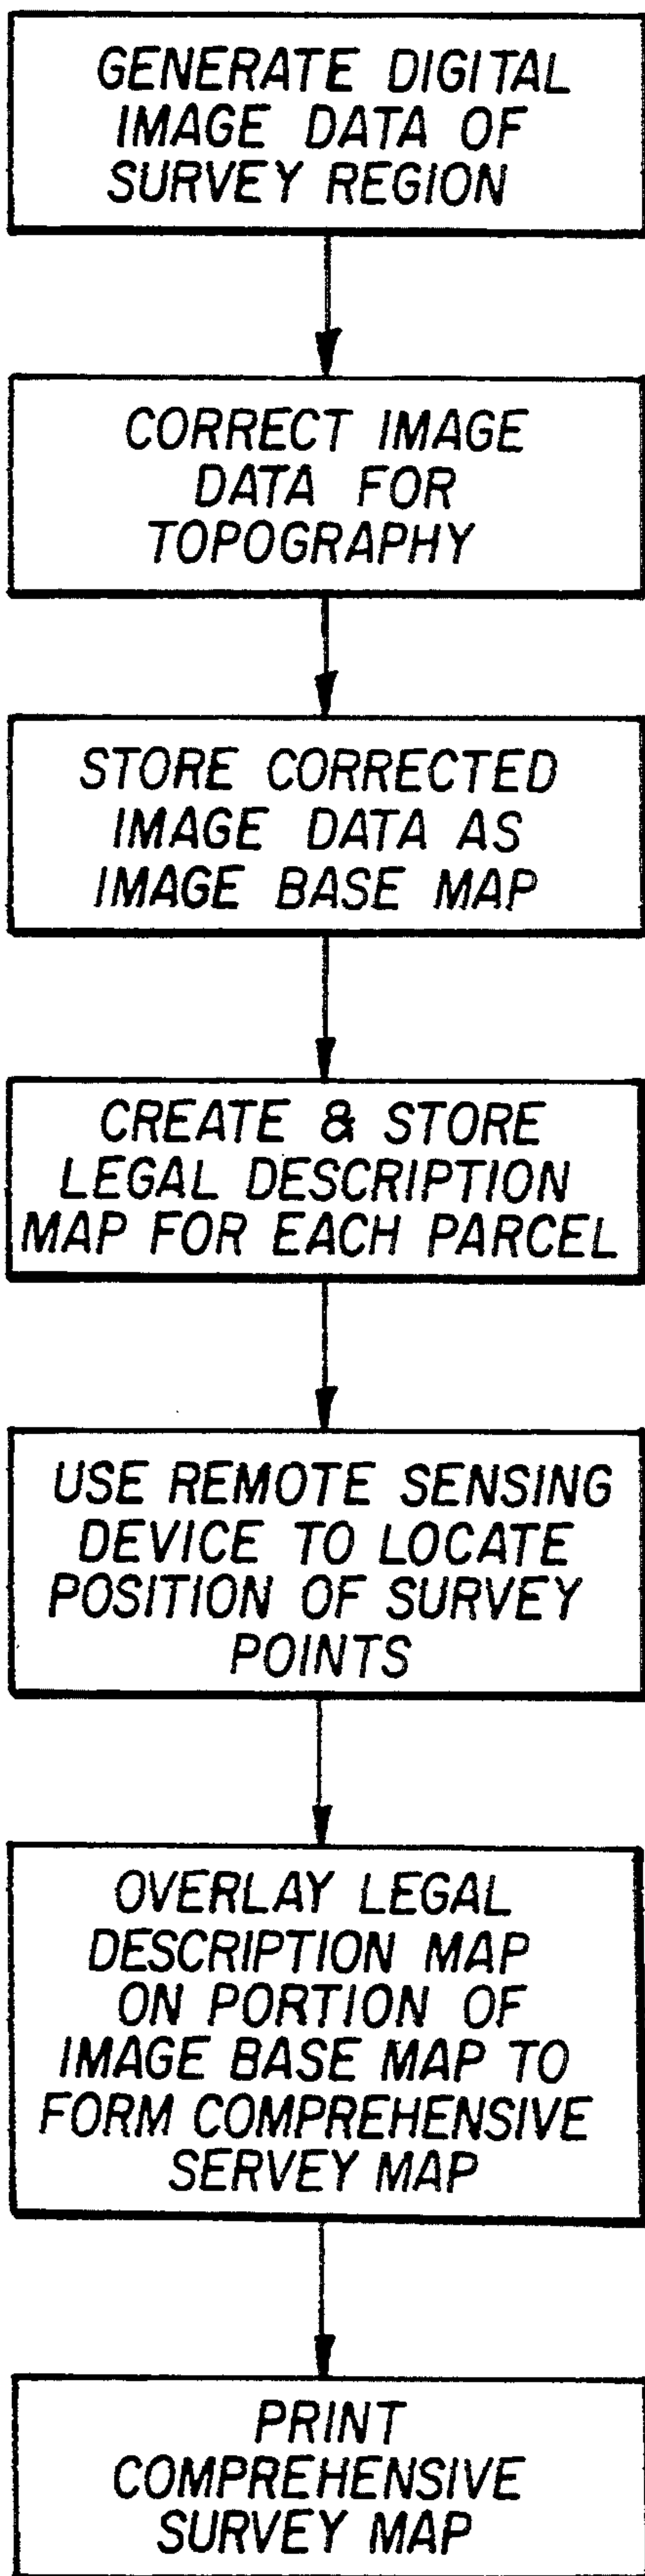 GENERATE DIGITAL
IMAGE DATA OF
SURVEY REGION
CORRECT IMAGE
DATA FOR
TOPOGRAPHY
STORE CORRECTED
IMAGE DATA AS
IMAGE BASE MAP
CREATE & STORE
LEGAL DESCRIPTION
MAP FOR EACH PARCEL
USE REMOTE SENSING
DEVICE TO LOCATE
POSITION OF SURVEY
POINTS
OVERLAY LEGAL
DESCRIPTION MAP
ON PORTION OF
IMAGE BASE MAP TO
FORM COMPREHENSIVE
SERVEY MAP
PRINT
COMPREHENSIVE
SURVEY MAP